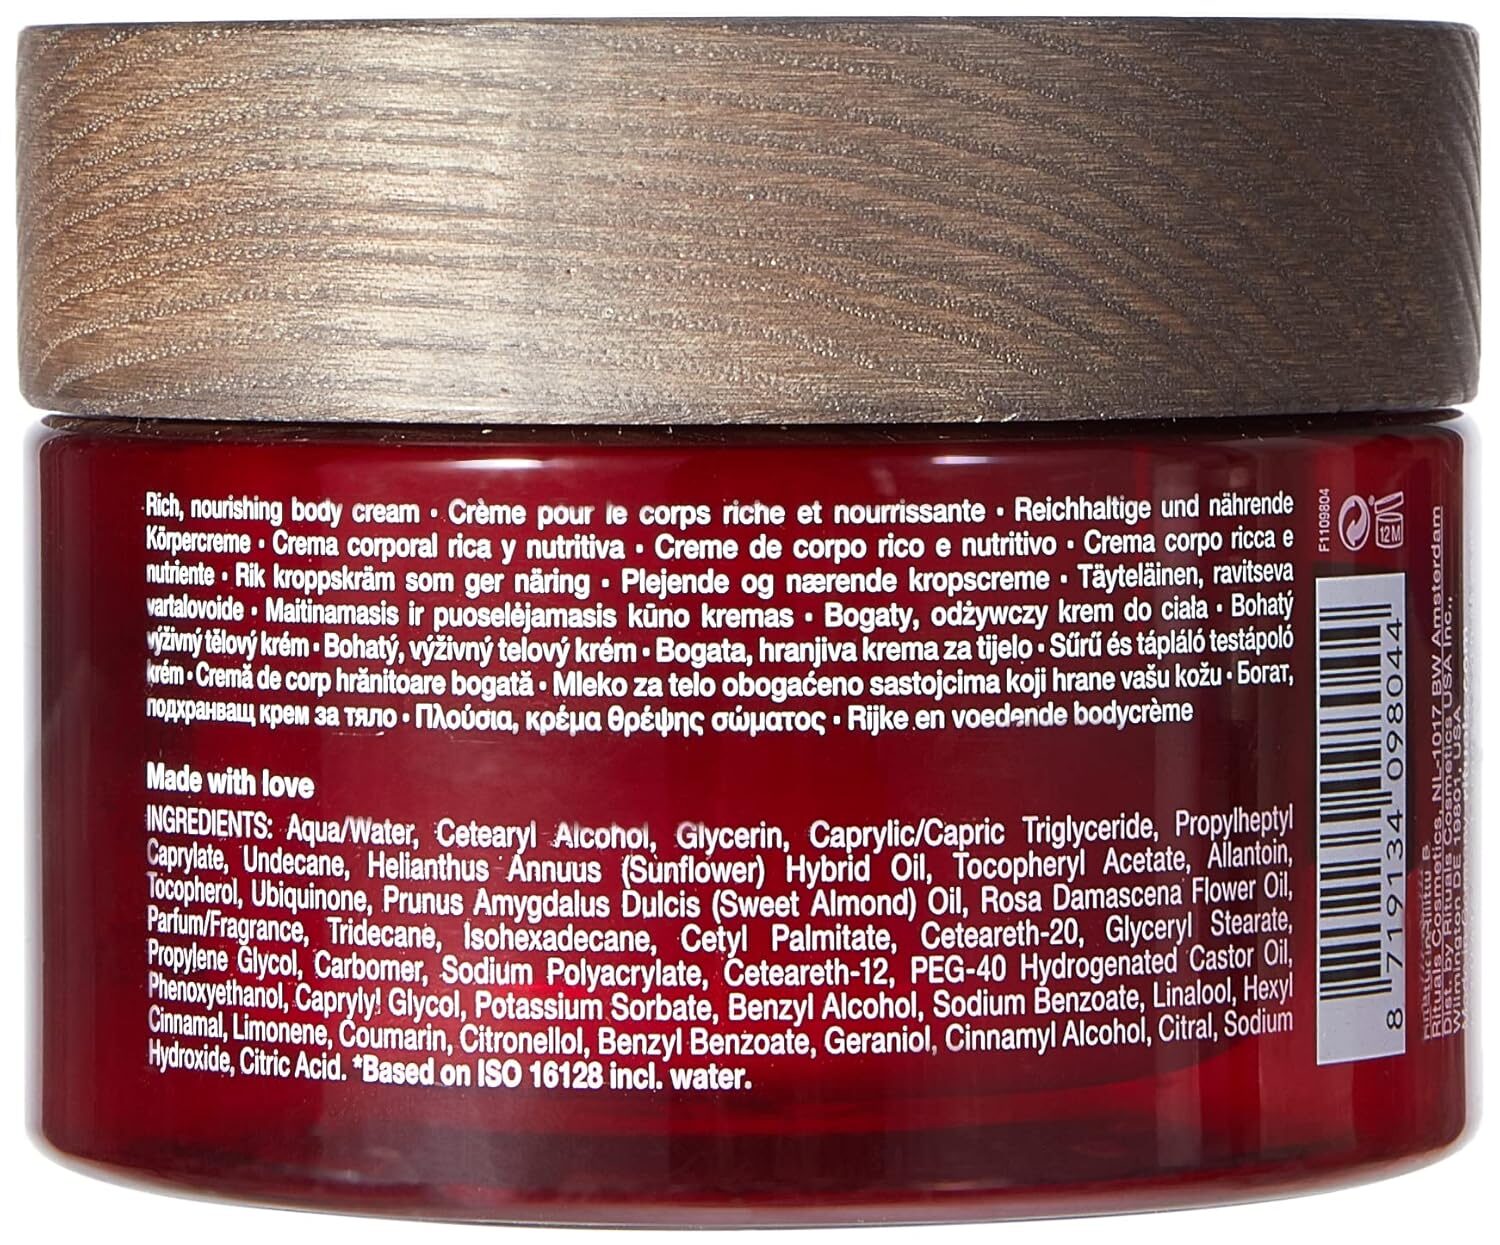 Rich, nourishing body cream • Crème pour le corps riche et nourrissante • Reichhaltige und nährende
Körpercreme • Crema corporal rica y nutritiva • Creme de corpo rico e nutritivo • Crema corpo ricca e
nutriente • Rik kroppskräm som ger näring • Plejende og nærende kropscreme • Täyteläinen, ravitseva
vartalovoide • Maitinamasis ir puoselėjamasis kūno kremas • Bogaty, odżywczy krem do ciała • Bohatý
výživný tělový krém • Bohatý, výživný telový krém • Bogata, hranjiva krema za tijelo • Sűrű és tápláló testápoló
krém • Cremă de corp hrănitoare bogată • Mleko za telo obogaćeno sastojcima koji hrane vašu kožu • Богат,
подхранващ крем за тяло • Πλούσια, κρέμα θρέψης σώματος • Rijke en voedende bodycrème
Made with love
INGREDIENTS: Aqua/Water, Cetearyl Alcohol, Glycerin, Caprylic/Capric Triglyceride, Propylheptyl
Caprylate, Undecane, Helianthus Annuus (Sunflower) Hybrid Oil, Tocopheryl Acetate, Allantoin,
Tocopherol, Ubiquinone, Prunus Amygdalus Dulcis (Sweet Almond) Oil, Rosa Damascena Flower Oil,
Parfum/Fragrance, Tridecane, Isohexadecane, Cetyl Palmitate, Ceteareth-20, Glyceryl Stearate,
Propylene Glycol, Carbomer, Sodium Polyacrylate, Ceteareth-12, PEG-40 Hydrogenated Castor Oil,
Phenoxyethanol, Caprylyl Glycol, Potassium Sorbate, Benzyl Alcohol, Sodium Benzoate, Linalool, Hexyl
Cinnamal, Limonene, Coumarin, Citronellol, Benzyl Benzoate, Geraniol, Cinnamyl Alcohol, Citral, Sodium
Hydroxide, Citric Acid. *Based on ISO 16128 incl. water.
F1109804
12M
8 719134 098044
Rituals Cosmetics, NL-1017 BW Amsterdam
Dist. by Rituals Cosmetics USA Inc.,
Wilmington DE 19801, USA